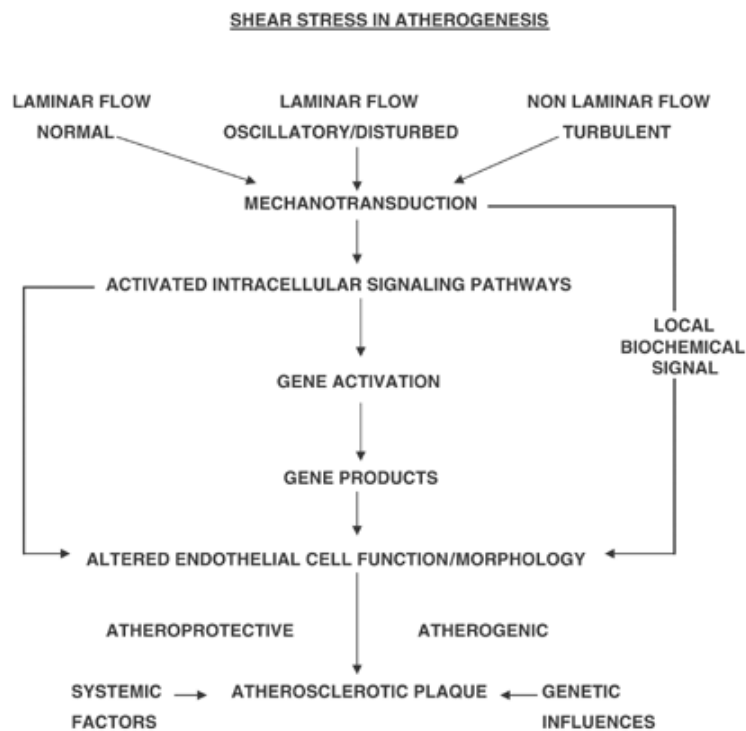 SHEAR STRESS IN ATHEROGENESIS
LAMINAR FLOW
NORMAL
LAMINAR FLOW
OSCILLATORY/DISTURBED
NON LAMINAR FLOW
TURBULENT
MECHANOTRANSDUCTION
ACTIVATED INTRACELLULAR SIGNALING PATHWAYS
LOCAL
BIOCHEMICAL
SIGNAL
GENE ACTIVATION
GENE PRODUCTS
ALTERED ENDOTHELIAL CELL FUNCTION/MORPHOLOGY
ATHEROPROTECTIVE
ATHEROGENIC
SYSTEMIC
FACTORS
ATHEROSCLEROTIC PLAQUE
GENETIC
INFLUENCES